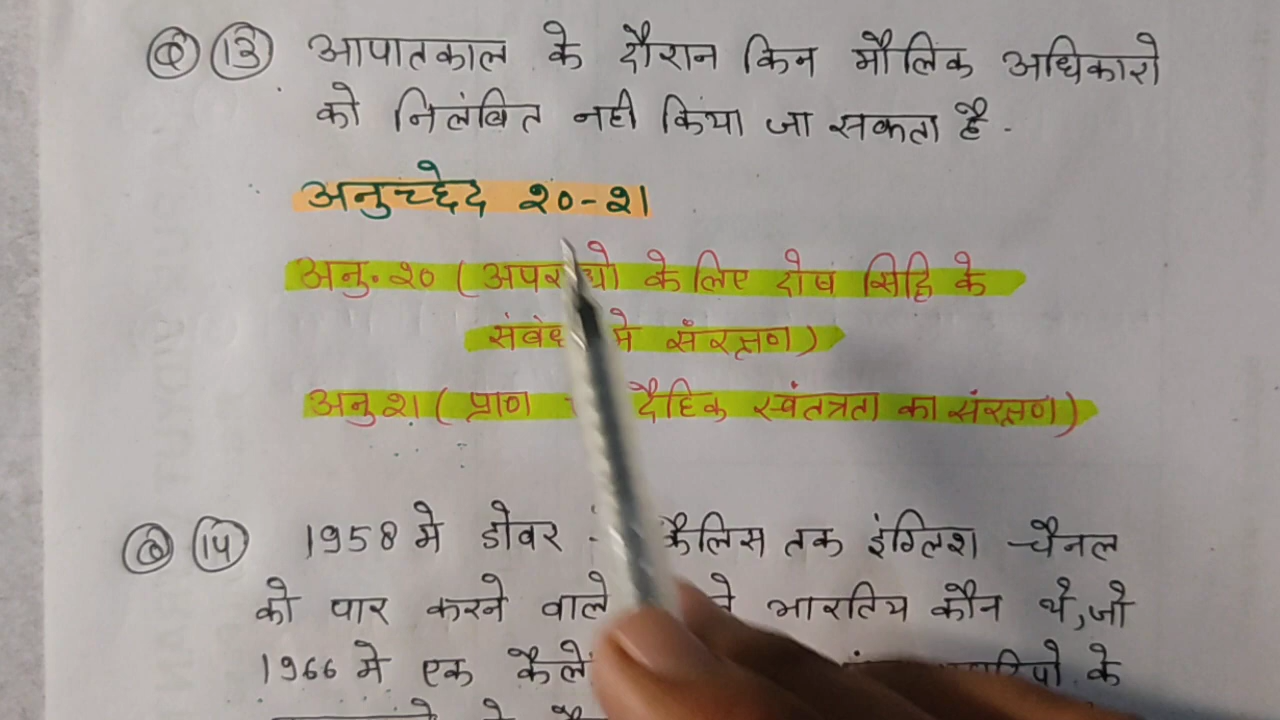 Q 13 आपातकाल के दौरान किन मौलिक अधिकारो
को निलंबित नही किया जा सकता है -
अनुच्छेद २०-२१
अनु. २० ( के लिए दोष सिद्धि के
मे संरक्षण)
अनु २१ ( प्राण दैहिक स्वंतत्रता का संरक्षण)
Q 14 1958 मे डोवर कैलिस तक इंग्लिश चैनल
को पार करने वाले भारतिय कौन थे, जो
1966 मे एक के